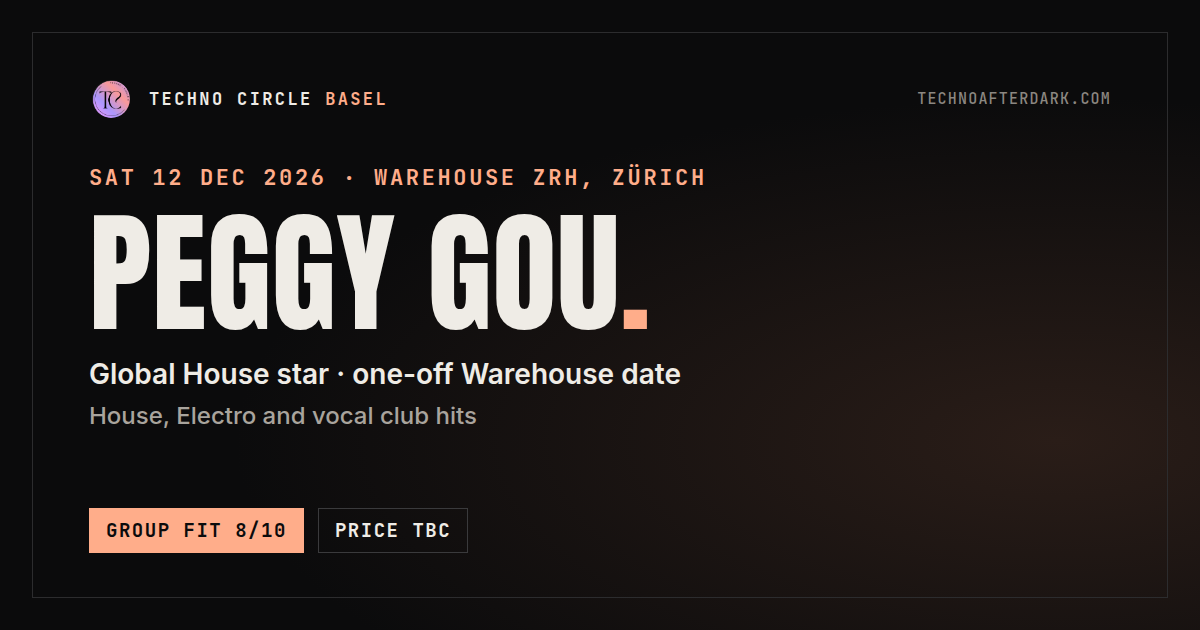 TC
TECHNO CIRCLE BASEL
TECHNOAFTERDARK.COM
SAT 12 DEC 2026 · WAREHOUSE ZRH, ZÜRICH
PEGGY GOU.
Global House star · one-off Warehouse date
House, Electro and vocal club hits
GROUP FIT 8/10
PRICE TBC